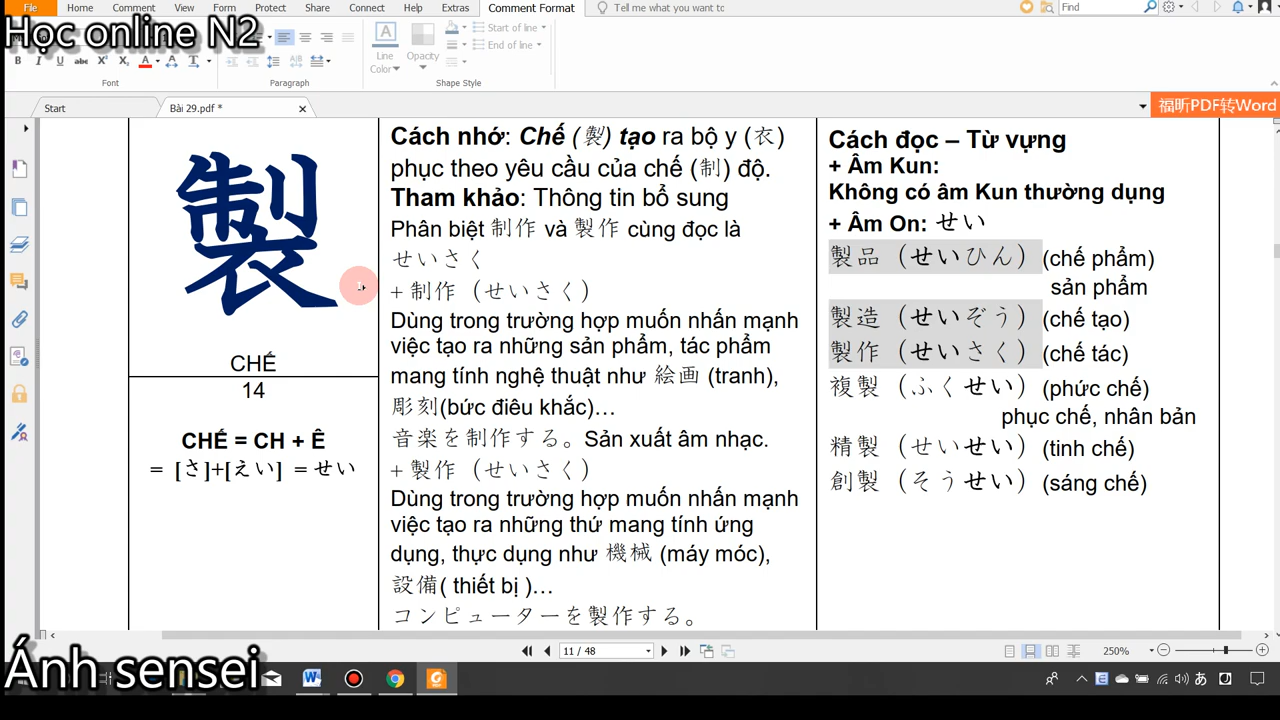 File Home Comment View Form Protect Share Connect Help Extras Comment Format Tell me what you want tc Find
Học online N2
Line Color
Opacity
Start of line
End of line
Font Paragraph Shape Style
Start Bài 29.pdf *
福昕PDF转Word
製
CHẾ
14
CHẾ = CH + Ê
= [さ]+[えい] = せい
Cách nhớ: Chế (製) tạo ra bộ y (衣)
phục theo yêu cầu của chế (制) độ.
Tham khảo: Thông tin bổ sung
Phân biệt 制作 và 製作 cùng đọc là
せいさく
+ 制作（せいさく）
Dùng trong trường hợp muốn nhấn mạnh
việc tạo ra những sản phẩm, tác phẩm
mang tính nghệ thuật như 絵画 (tranh),
彫刻(bức điêu khắc)…
音楽を制作する。Sản xuất âm nhạc.
+ 製作（せいさく）
Dùng trong trường hợp muốn nhấn mạnh
việc tạo ra những thứ mang tính ứng
dụng, thực dụng như 機械 (máy móc),
設備( thiết bị )…
コンピューターを製作する。
Cách đọc – Từ vựng
+ Âm Kun:
Không có âm Kun thường dụng
+ Âm On: せい
製品（せいひん）(chế phẩm)
sản phẩm
製造（せいぞう）(chế tạo)
製作（せいさく）(chế tác)
複製（ふくせい）(phức chế)
phục chế, nhân bản
精製（せいせい）(tinh chế)
創製（そうせい）(sáng chế)
11 / 48
250%
Ánh sensei
あ